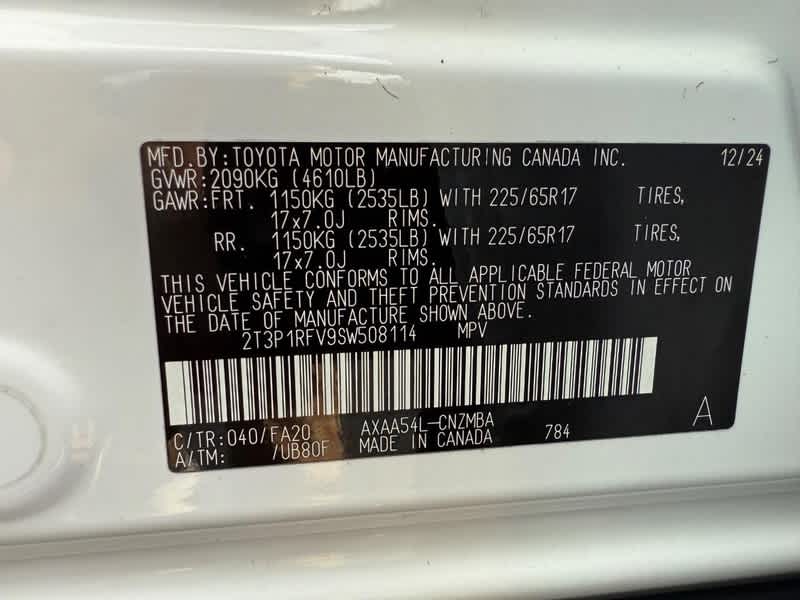 MFD.BY:TOYOTA MOTOR MANUFACTURING CANADA INC. 12/24
GVWR:2090KG (4610LB)
GAWR:FRT. 1150KG (2535LB) WITH 225/65R17 TIRES,
17x7.0J RIMS.
RR. 1150KG (2535LB) WITH 225/65R17 TIRES,
17x7.0J RIMS.
THIS VEHICLE CONFORMS TO ALL APPLICABLE FEDERAL MOTOR
VEHICLE SAFETY AND THEFT PREVENTION STANDARDS IN EFFECT ON
THE DATE OF MANUFACTURE SHOWN ABOVE.
2T3P1RFV9SW508114 MPV
C/TR:040/FA20 AXAA54L-CNZMBA A
A/TM: /UB80F MADE IN CANADA 784